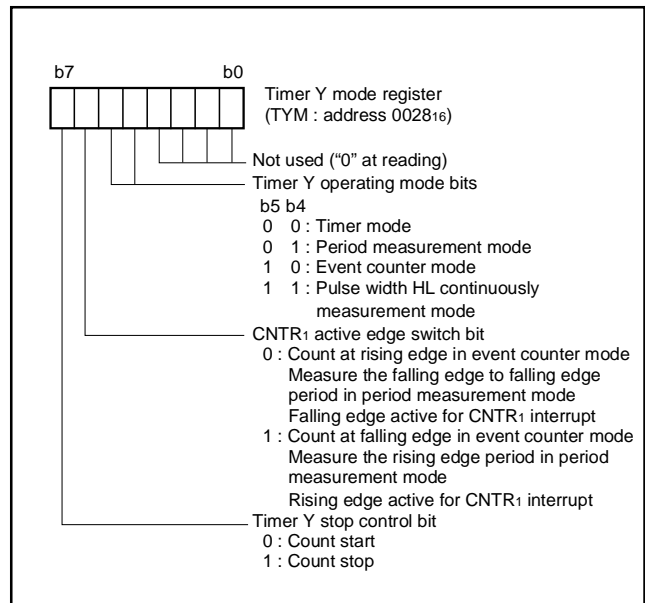 b7 b0
Timer Y mode register
(TYM : address 002816)
Not used (“0” at reading)
Timer Y operating mode bits
b5 b4
0 0 : Timer mode
0 1 : Period measurement mode
1 0 : Event counter mode
1 1 : Pulse width HL continuously
measurement mode
CNTR1 active edge switch bit
0 : Count at rising edge in event counter mode
Measure the falling edge to falling edge
period in period measurement mode
Falling edge active for CNTR1 interrupt
1 : Count at falling edge in event counter mode
Measure the rising edge period in period
measurement mode
Rising edge active for CNTR1 interrupt
Timer Y stop control bit
0 : Count start
1 : Count stop